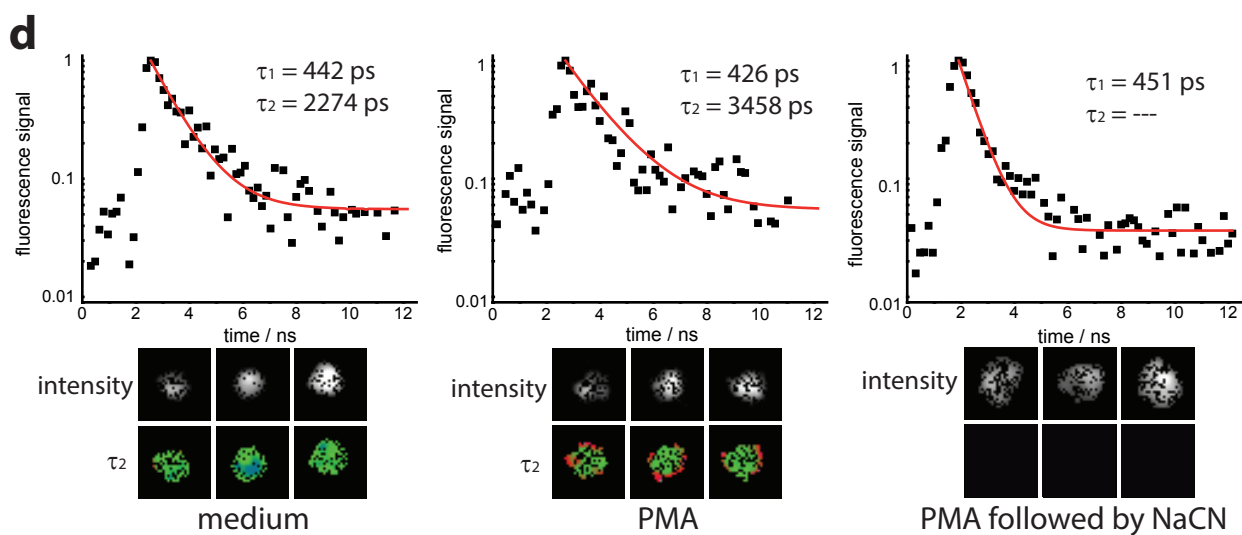 d
fluorescence signal
1
0.1
0.01
τ1 = 442 ps
τ2 = 2274 ps
0 2 4 6 8 10 12
time / ns
intensity
τ2
medium
fluorescence signal
1
0.1
0.01
τ1 = 426 ps
τ2 = 3458 ps
0 2 4 6 8 10 12
time / ns
intensity
τ2
PMA
fluorescence signal
1
0.1
0.01
τ1 = 451 ps
τ2 = ---
0 2 4 6 8 10 12
time / ns
intensity
PMA followed by NaCN